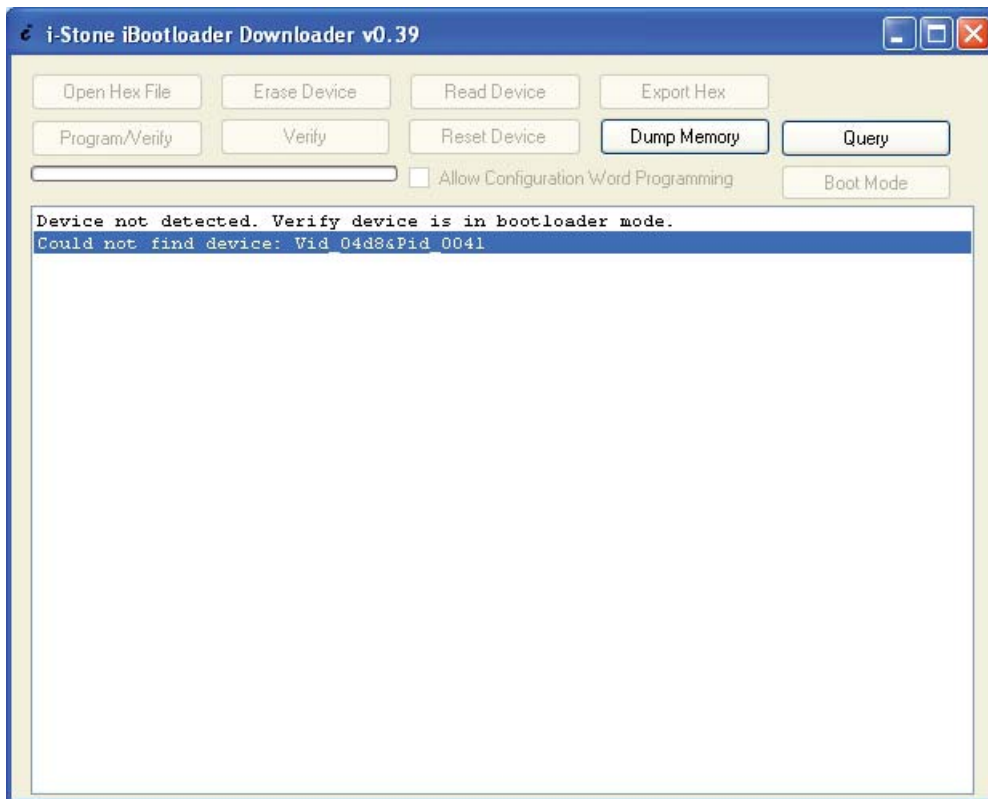 i-Stone iBootloader Downloader v0.39
Open Hex File Erase Device Read Device Export Hex
Program/Verify Verify Reset Device Dump Memory Query
Allow Configuration Word Programming Boot Mode
Device not detected. Verify device is in bootloader mode.
Could not find device: Vid_04d8&Pid_0041